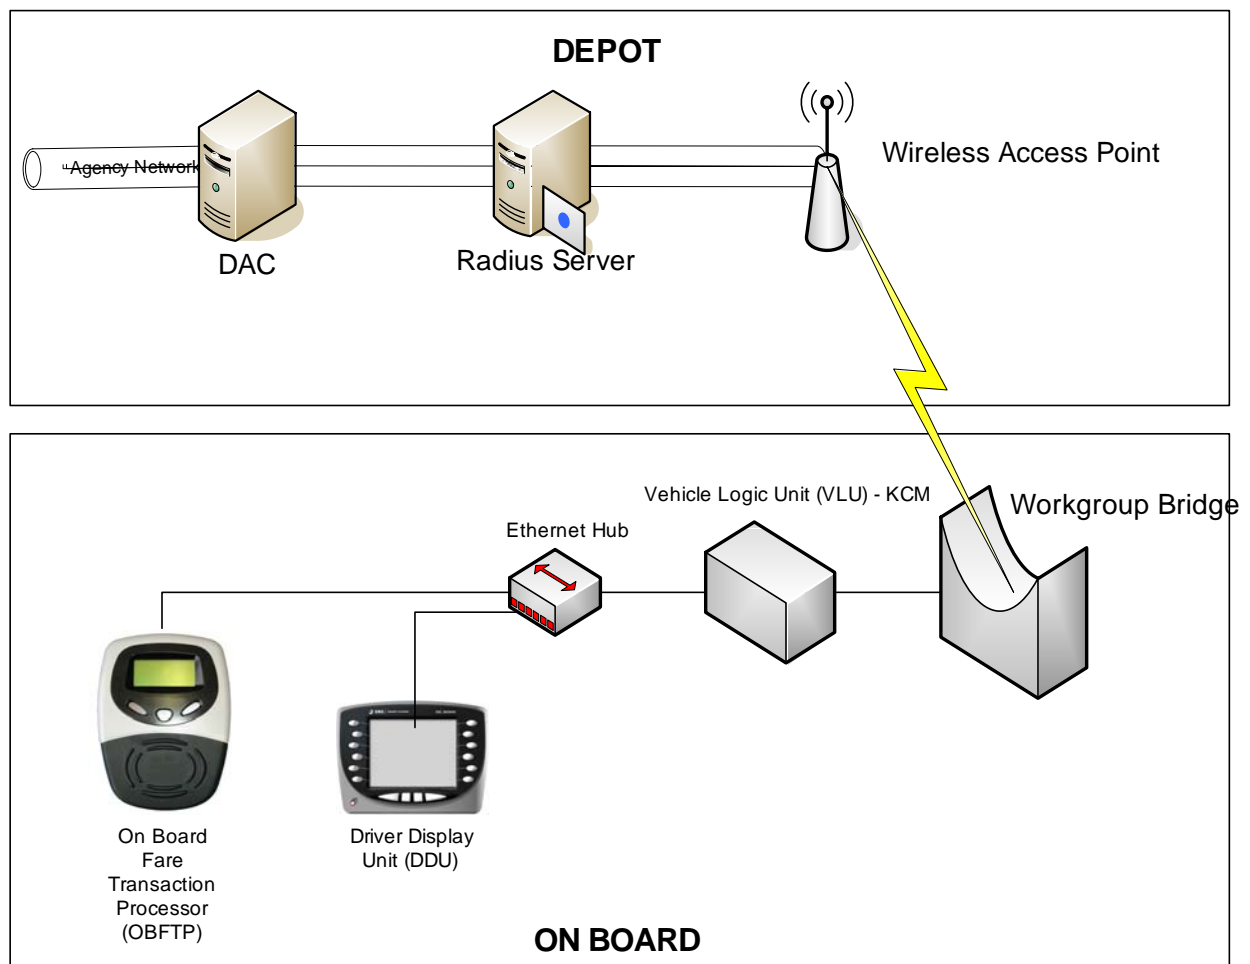 DEPOT
Wireless Access Point
Agency Network
DAC
Radius Server
Vehicle Logic Unit (VLU) - KCM
Workgroup Bridge
Ethernet Hub
On Board
Fare
Transaction
Processor
(OBFTP)
Driver Display
Unit (DDU)
ON BOARD